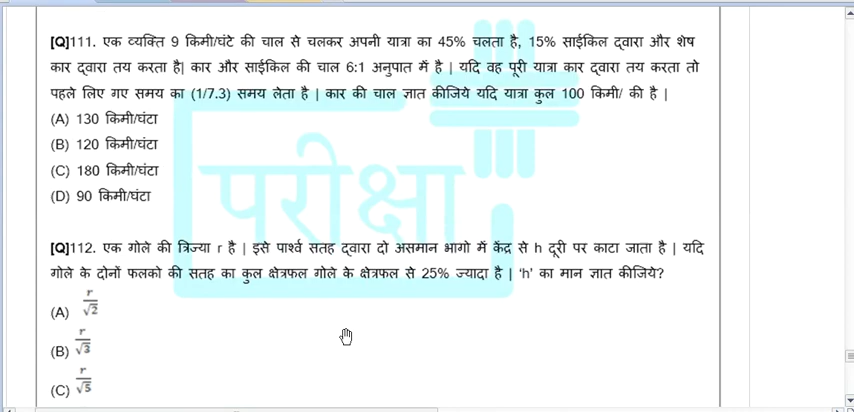 [Q]111. एक व्यक्ति 9 किमी/घंटे की चाल से चलकर अपनी यात्रा का 45% चलता है, 15% साईकिल द्वारा और शेष
कार द्वारा तय करता है| कार और साईकिल की चाल 6:1 अनुपात में है | यदि वह पूरी यात्रा कार द्वारा तय करता तो
पहले लिए गए समय का (1/7.3) समय लेता है | कार की चाल ज्ञात कीजिये यदि यात्रा कुल 100 किमी/ की है |
(A) 130 किमी/घंटा
(B) 120 किमी/घंटा
(C) 180 किमी/घंटा
(D) 90 किमी/घंटा
परीक्षा
[Q]112. एक गोले की त्रिज्या r है | इसे पार्श्व सतह द्वारा दो असमान भागो में केंद्र से h दूरी पर काटा जाता है | यदि
गोले के दोनों फलको की सतह का कुल क्षेत्रफल गोले के क्षेत्रफल से 25% ज्यादा है | 'h' का मान ज्ञात कीजिये?
(A) r/√2
(B) r/√3
(C) r/√5